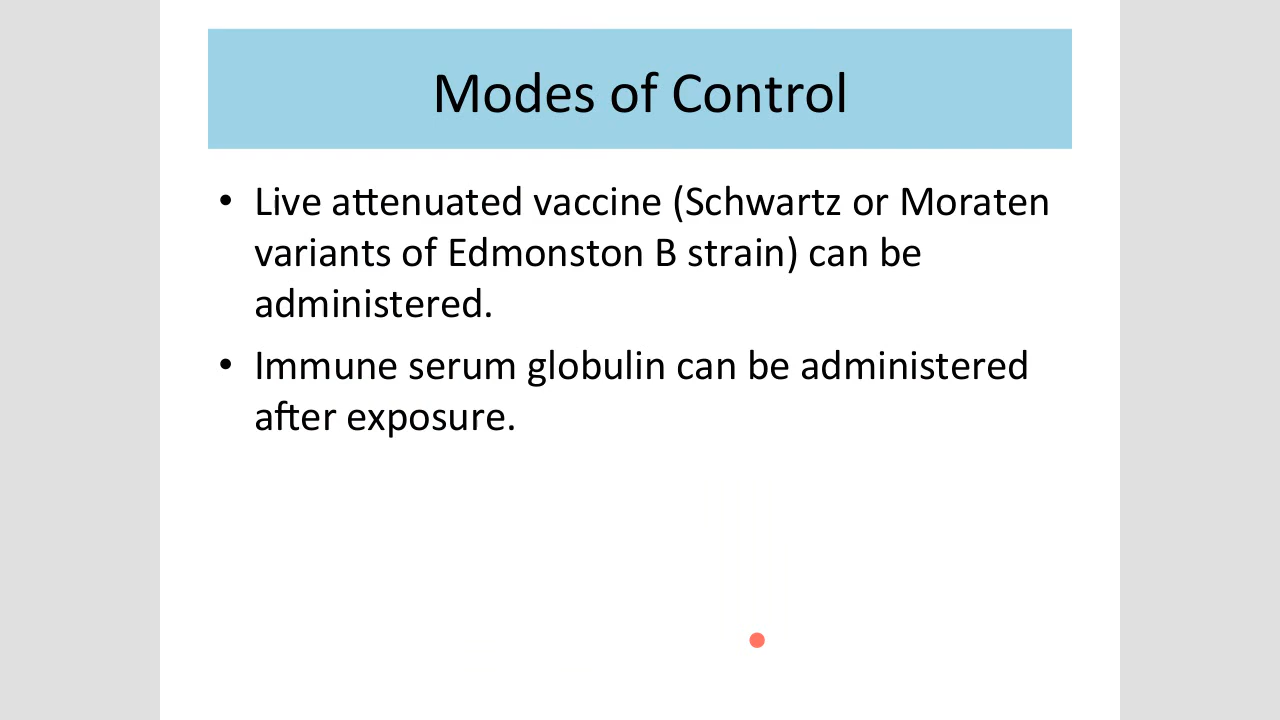 Modes of Control
• Live attenuated vaccine (Schwartz or Moraten
variants of Edmonston B strain) can be
administered.
• Immune serum globulin can be administered
after exposure.